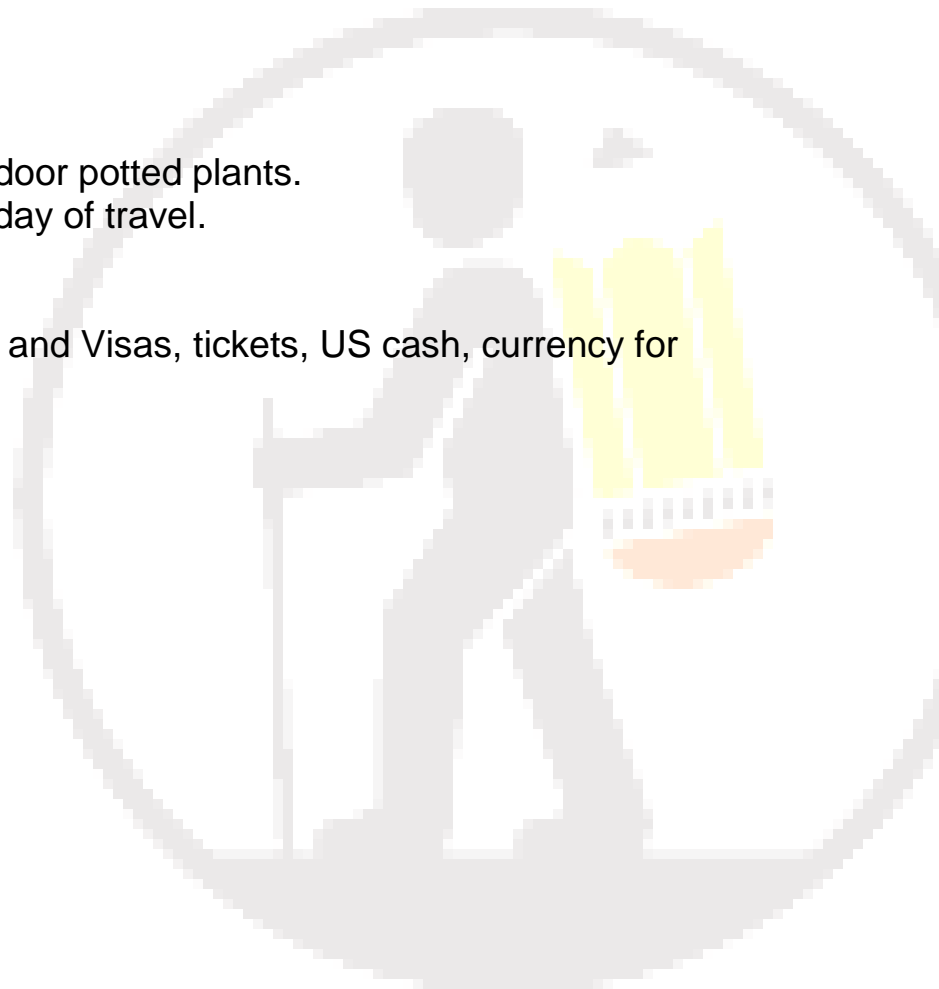 door potted plants.
day of travel.
and Visas, tickets, US cash, currency for